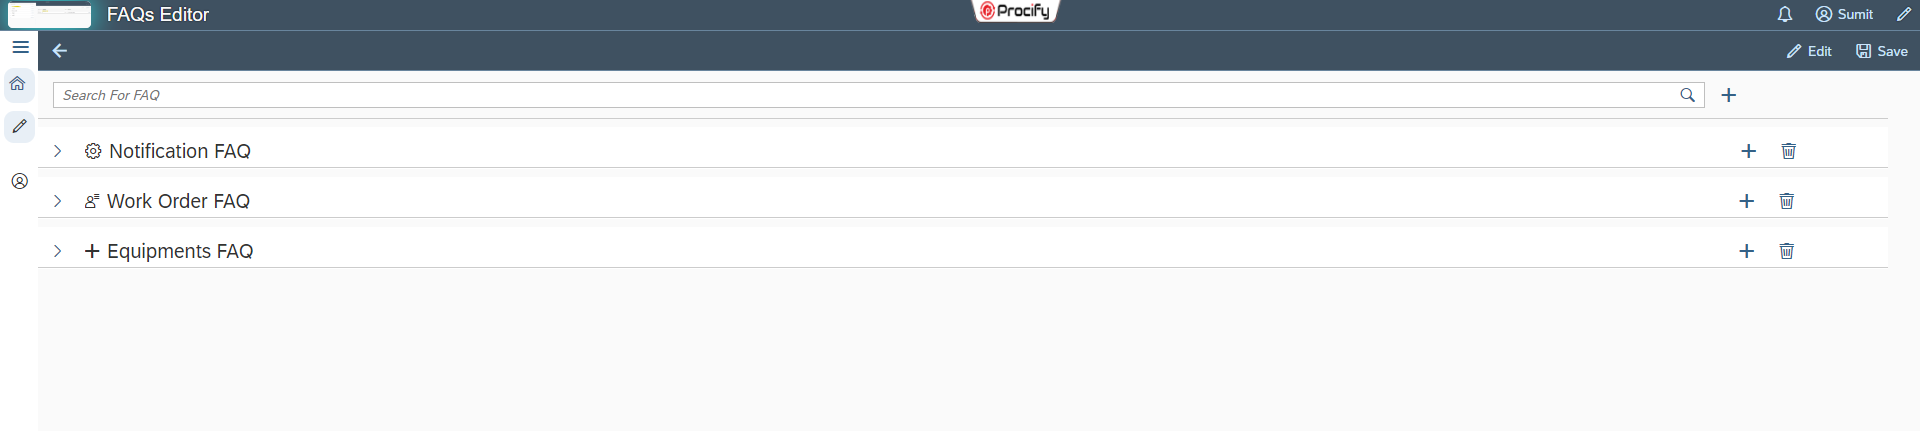 FAQs Editor
Procify
Sumit
Edit
Save
Search For FAQ
Notification FAQ
Work Order FAQ
Equipments FAQ